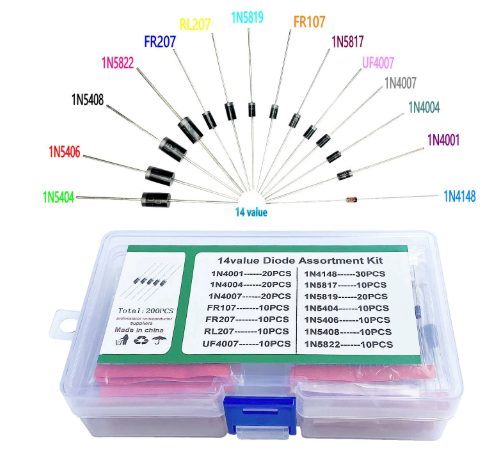 1N5819
RL207
FR107
FR207
1N5817
1N5822
UF4007
1N4007
1N5408
1N4004
1N5406
1N4001
1N5404
1N4148
14 value
14value Diode Assortment Kit
1N4001-------20PCS
1N4148------30PCS
1N4004-------20PCS
1N5817------10PCS
1N4007-------20PCS
1N5819------20PCS
FR107--------10PCS
1N5404------10PCS
FR207--------10PCS
1N5406------10PCS
RL207--------10PCS
1N5408------10PCS
UF4007-------10PCS
1N5822------10PCS
Total:200PCS
suppliers
Made in china